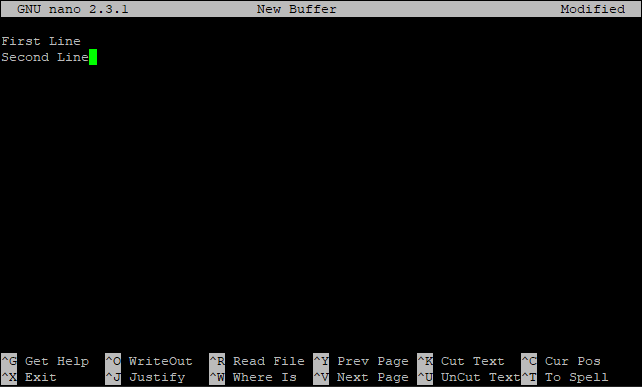 GNU nano 2.3.1 New Buffer Modified
First Line
Second Line
^G Get Help ^O WriteOut ^R Read File ^Y Prev Page ^K Cut Text ^C Cur Pos
^X Exit ^J Justify ^W Where Is ^V Next Page ^U UnCut Text ^T To Spell